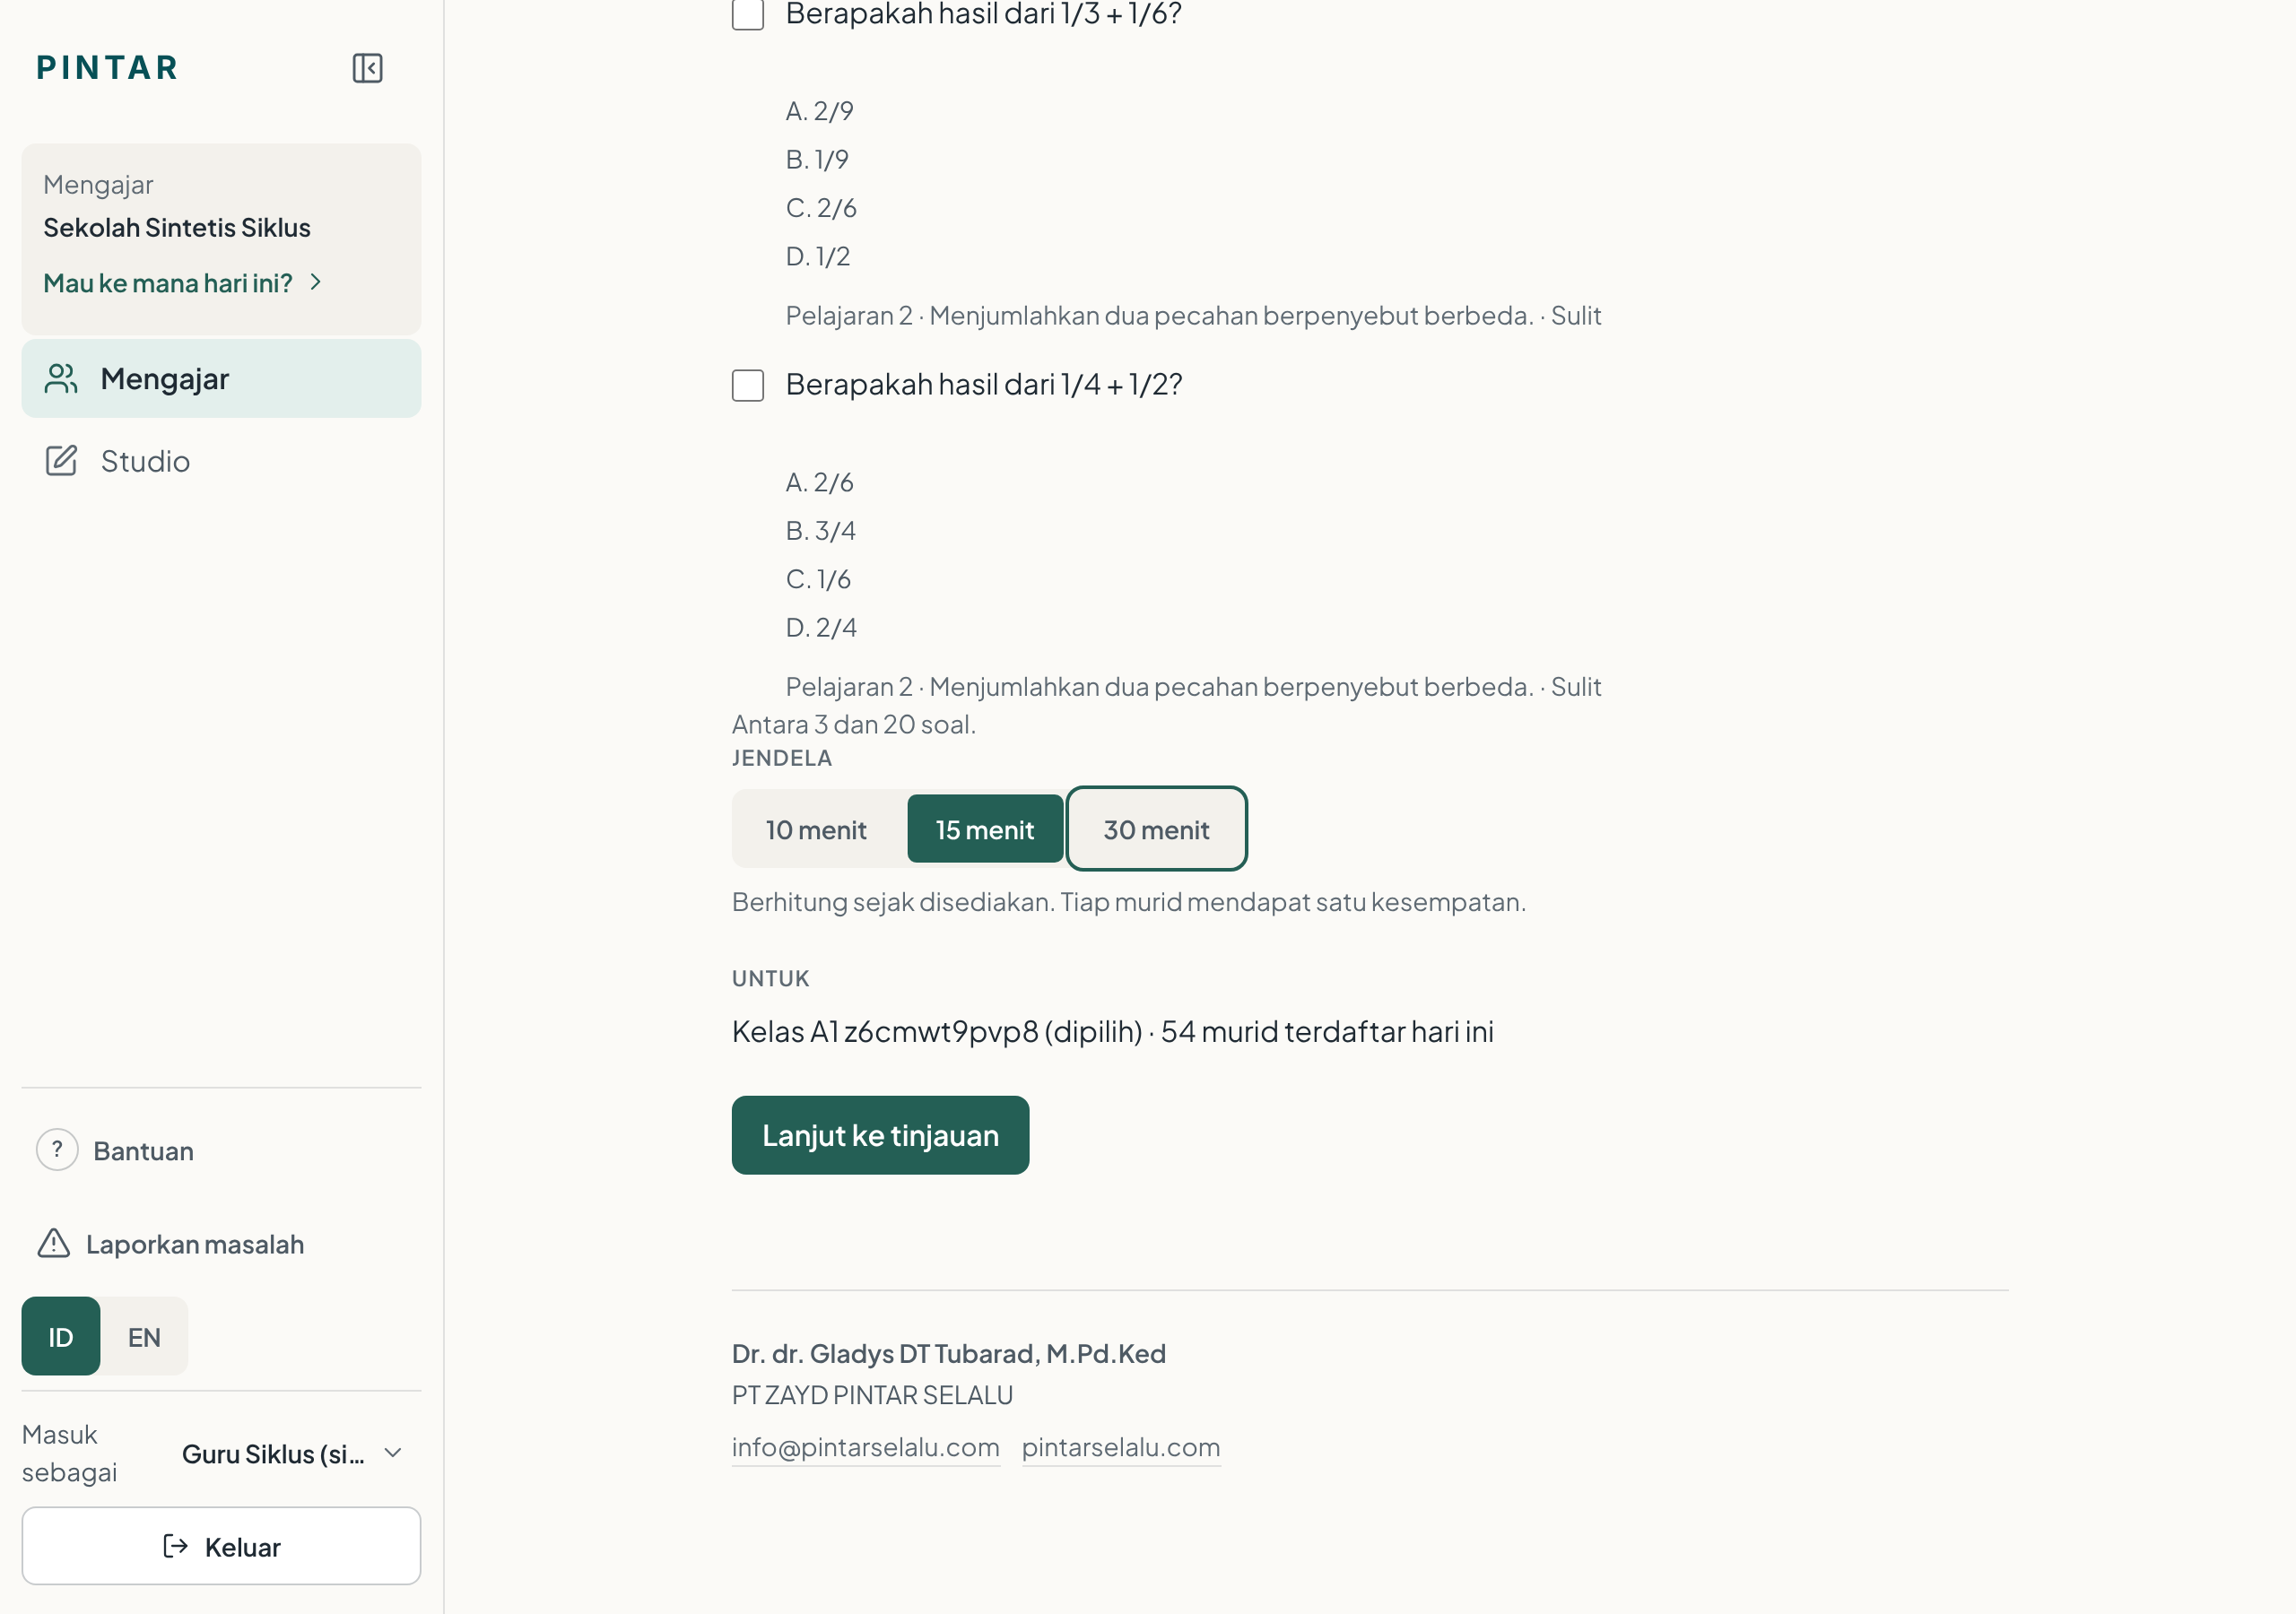 PINTAR
Mengajar
Sekolah Sintetis Siklus
Mau ke mana hari ini?
Mengajar
Studio
Berapakah hasil dari 1/3 + 1/6?
A. 2/9
B. 1/9
C. 2/6
D. 1/2
Pelajaran 2 · Menjumlahkan dua pecahan berpenyebut berbeda. · Sulit
Berapakah hasil dari 1/4 + 1/2?
A. 2/6
B. 3/4
C. 1/6
D. 2/4
Pelajaran 2 · Menjumlahkan dua pecahan berpenyebut berbeda. · Sulit
Antara 3 dan 20 soal.
JENDELA
10 menit 15 menit 30 menit
Berhitung sejak disediakan. Tiap murid mendapat satu kesempatan.
UNTUK
Kelas A1 z6cmwt9pvp8 (dipilih) · 54 murid terdaftar hari ini
Lanjut ke tinjauan
Dr. dr. Gladys DT Tubarad, M.Pd.Ked
PT ZAYD PINTAR SELALU
info@pintarselalu.com pintarselalu.com
? Bantuan
Laporkan masalah
ID EN
Masuk sebagai
Guru Siklus (si...
Keluar